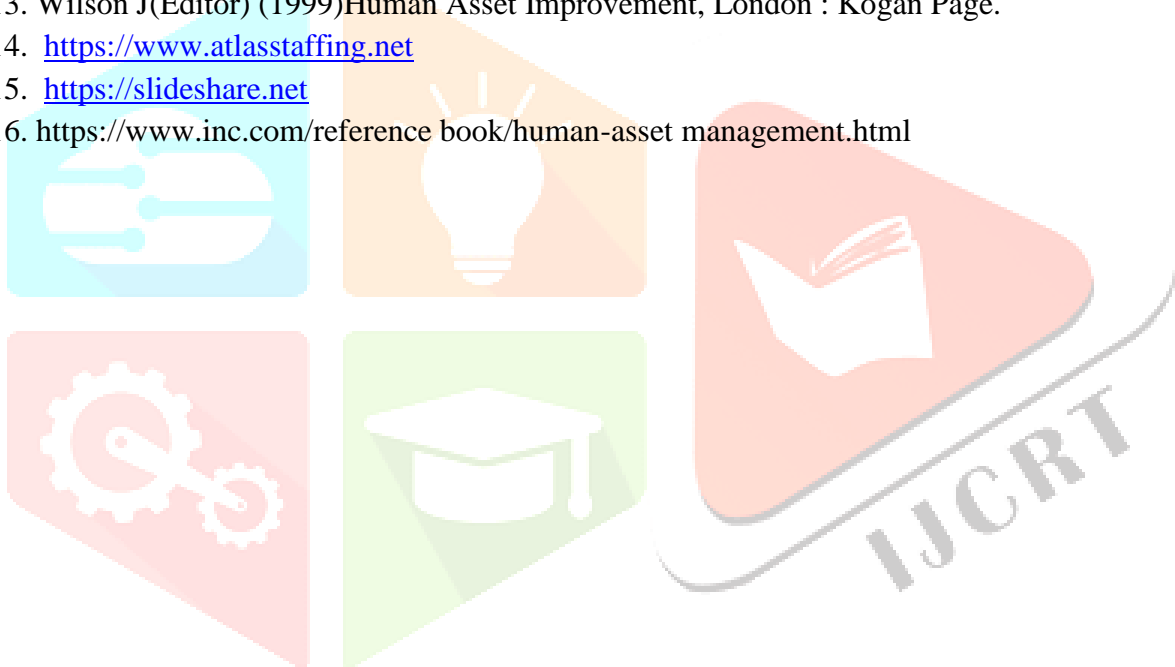 3. Wilson J(Editor) (1999)Human Asset Improvement, London : Kogan Page.
4. https://www.atlasstaffing.net
5. https://slideshare.net
6. https://www.inc.com/reference book/human-asset management.html
IJCRT